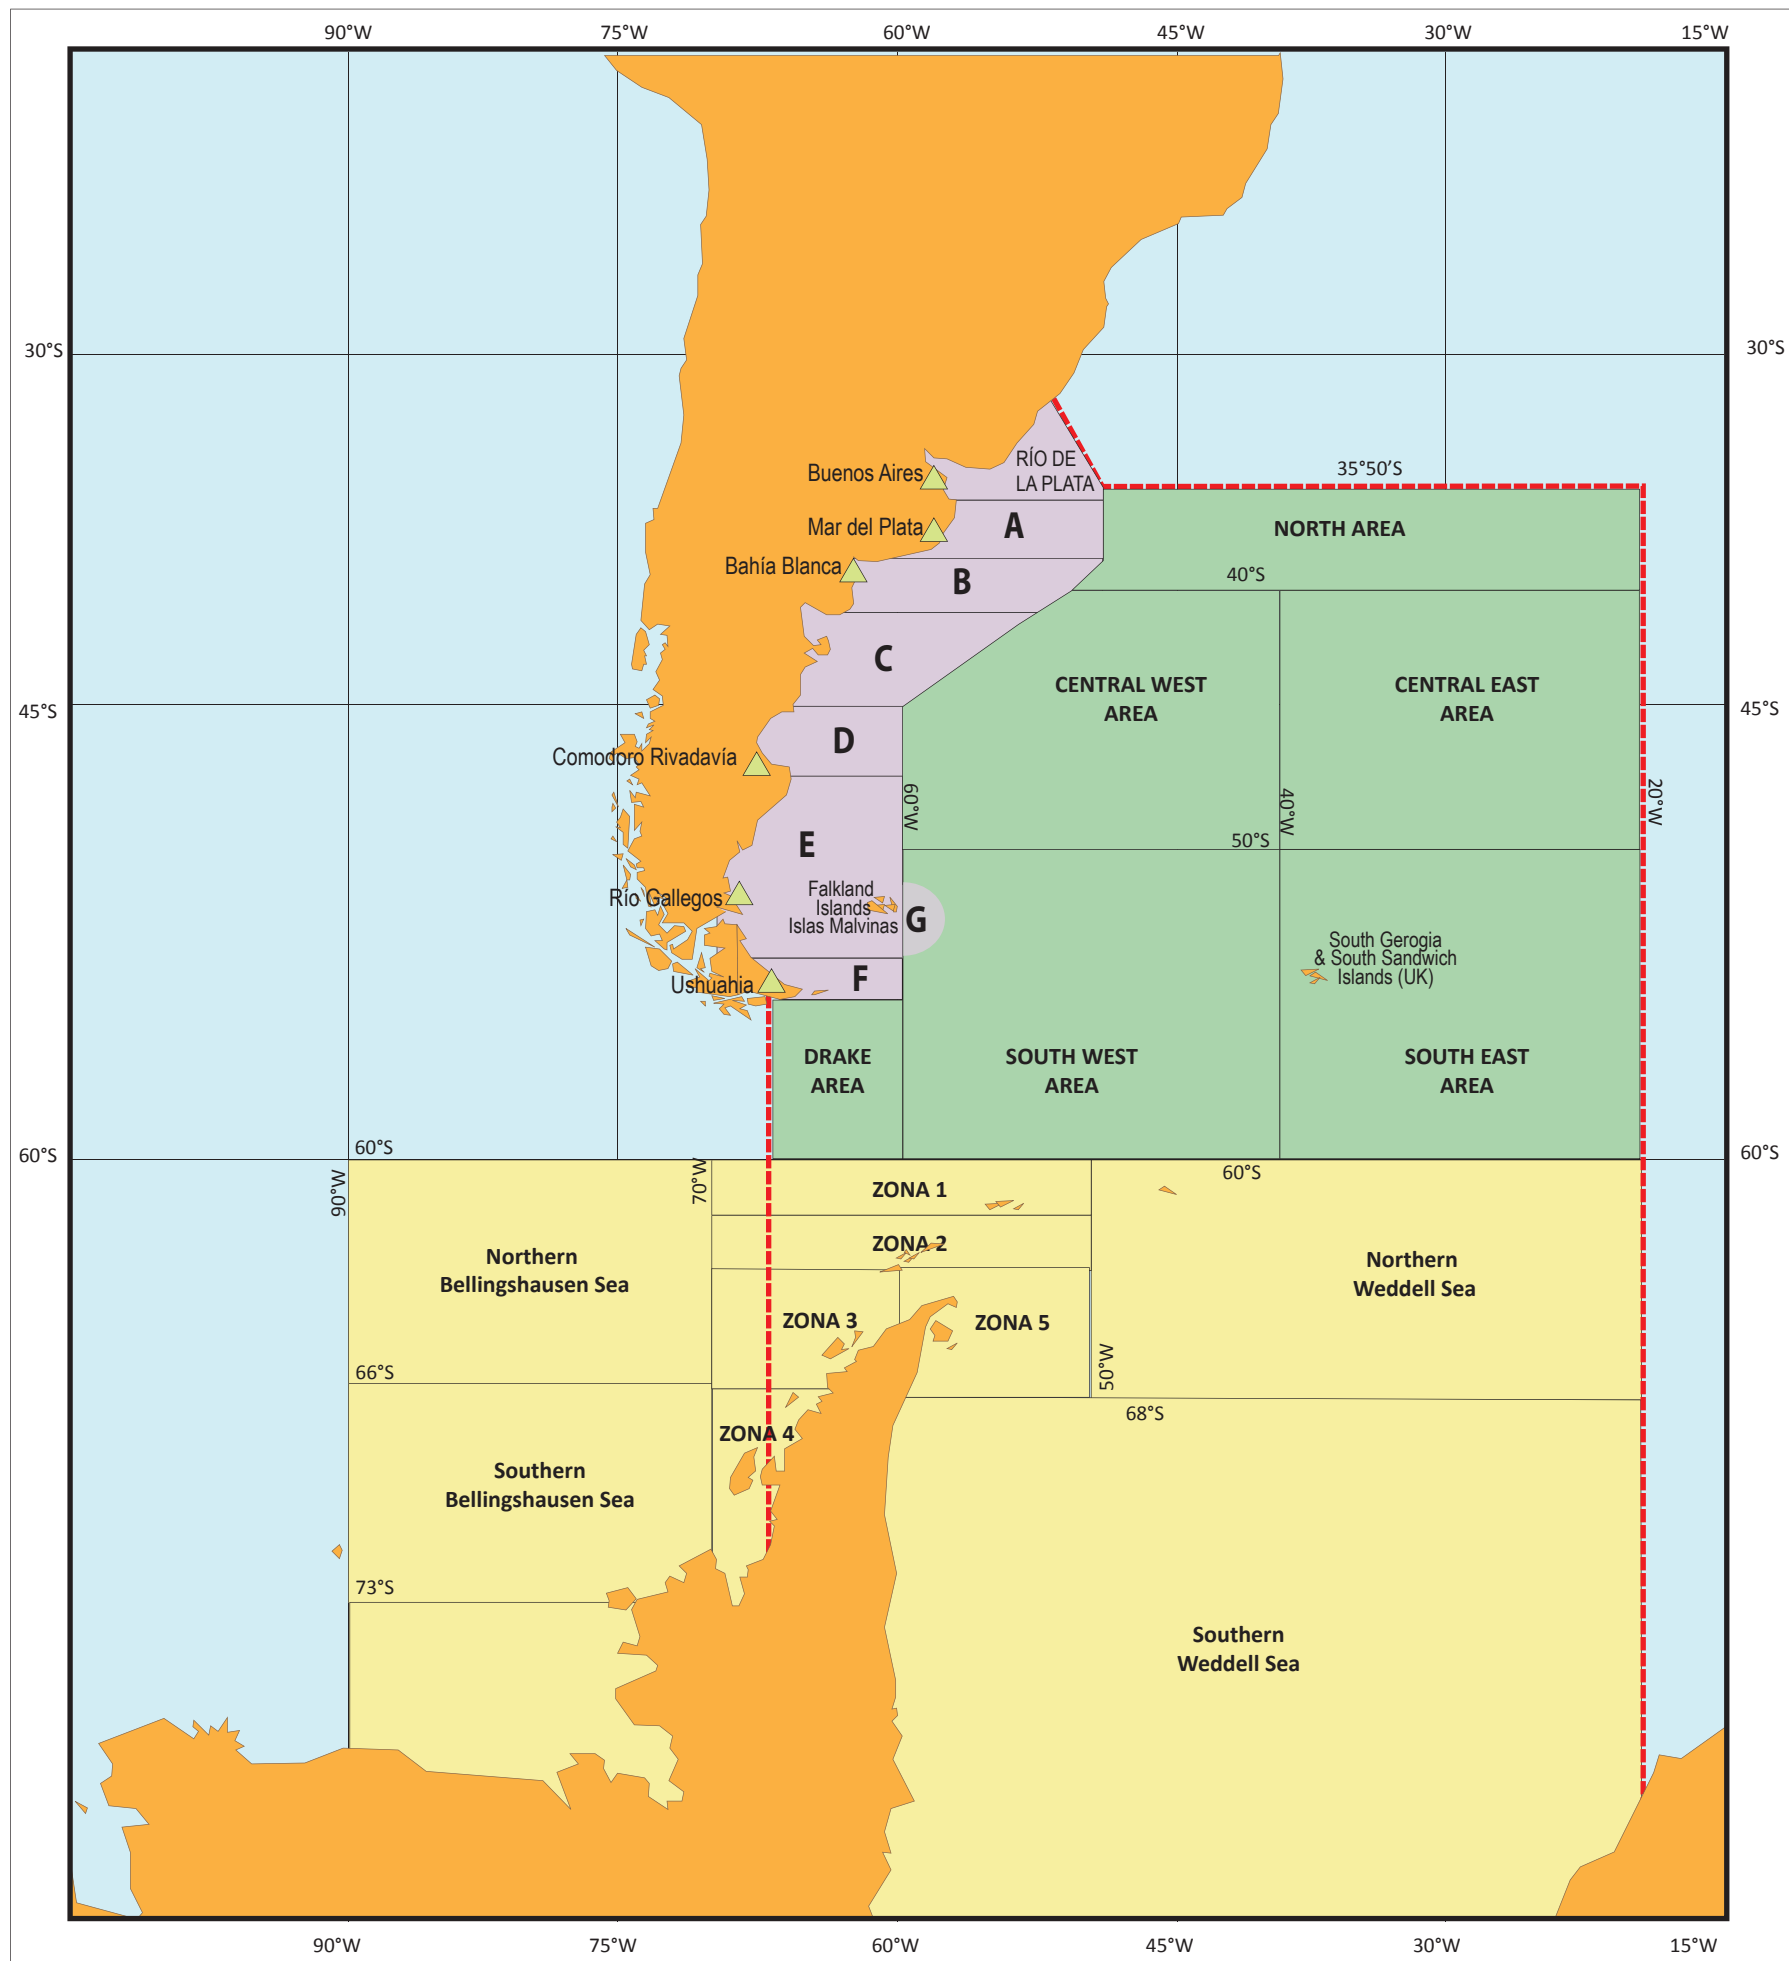 90°W 75°W 60°W 45°W 30°W 15°W
30°S 30°S
RÍO DE
LA PLATA
35°50’S
Buenos Aires
Mar del Plata
A
NORTH AREA
Bahía Blanca
B
40°S
C
CENTRAL WEST
AREA
CENTRAL EAST
AREA
45°S 45°S
D
Comodoro Rivadavía
60°W
40°W
20°W
E
50°S
Río Gallegos
Falkland
Islands
Islas Malvinas
G
South Gerogia
& South Sandwich
Islands (UK)
Ushuahia
F
DRAKE
AREA
SOUTH WEST
AREA
SOUTH EAST
AREA
60°S 60°S
60°S
60°S
90°W
70°W
ZONA 1
ZONA 2
Northern
Bellingshausen Sea
Northern
Weddell Sea
ZONA 3
ZONA 5
50°W
66°S
68°S
ZONA 4
Southern
Bellingshausen Sea
73°S
Southern
Weddell Sea
90°W 75°W 60°W 45°W 30°W 15°W